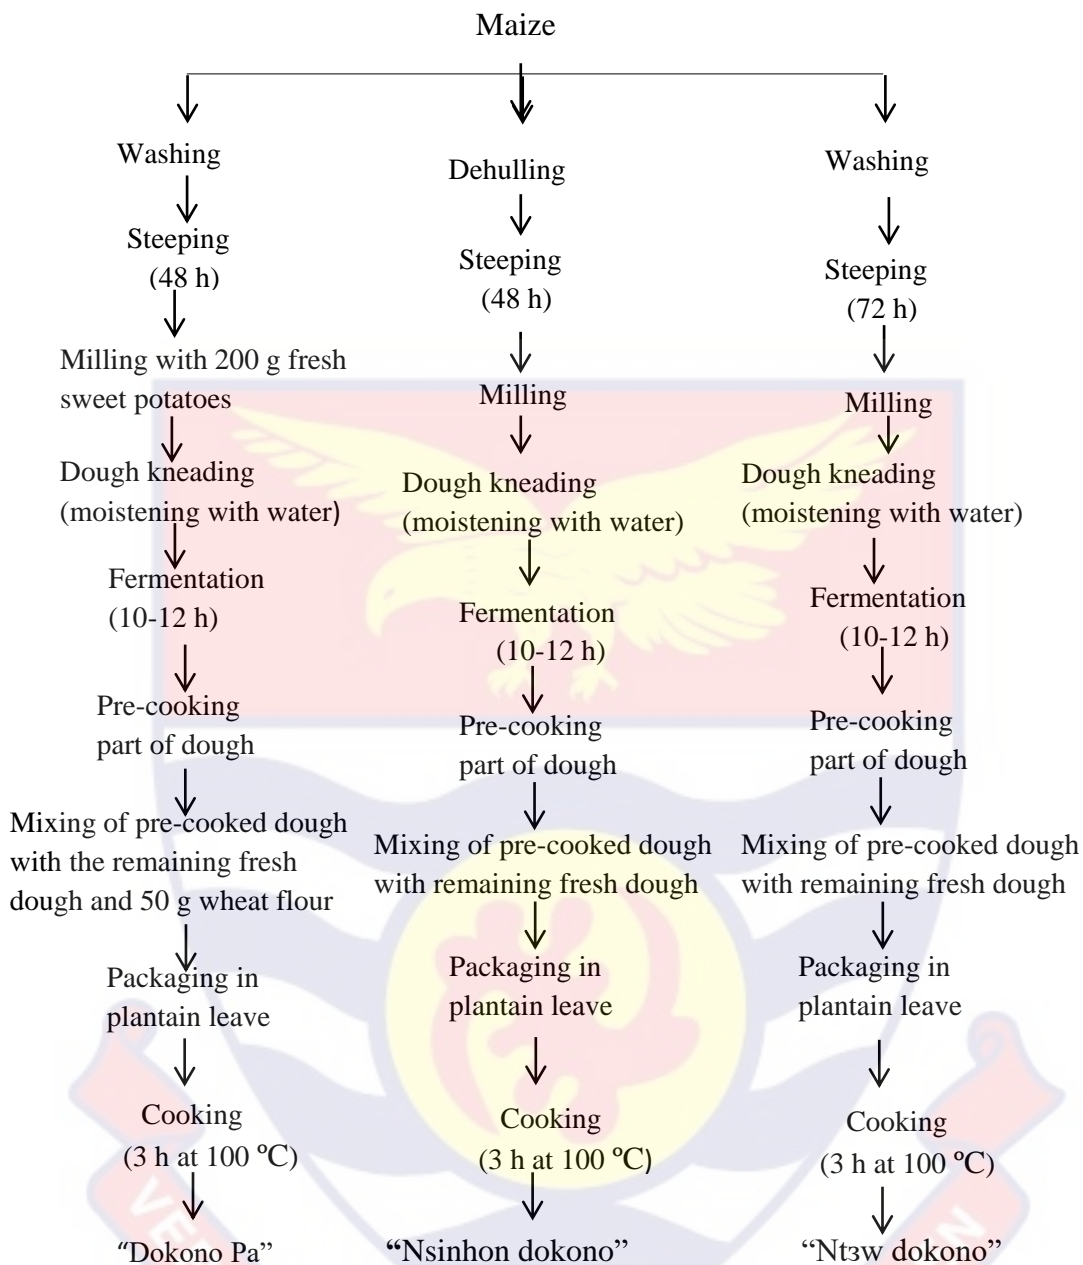 Maize
Washing
Steeping
(48 h)
Milling with 200 g fresh
sweet potatoes
Dough kneading
(moistening with water)
Fermentation
(10-12 h)
Pre-cooking
part of dough
Mixing of pre-cooked dough
with the remaining fresh
dough and 50 g wheat flour
Packaging in
plantain leave
Cooking
(3 h at 100 ºC)
“Dokono Pa”
Dehulling
Steeping
(48 h)
Milling
Dough kneading
(moistening with water)
Fermentation
(10-12 h)
Pre-cooking
part of dough
Mixing of pre-cooked dough
with remaining fresh dough
Packaging in
plantain leave
Cooking
(3 h at 100 ºC)
“Nsinhon dokono”
Washing
Steeping
(72 h)
Milling
Dough kneading
(moistening with water)
Fermentation
(10-12 h)
Pre-cooking
part of dough
Mixing of pre-cooked dough
with remaining fresh dough
Packaging in
plantain leave
Cooking
(3 h at 100 ºC)
“Ntɜw dokono”